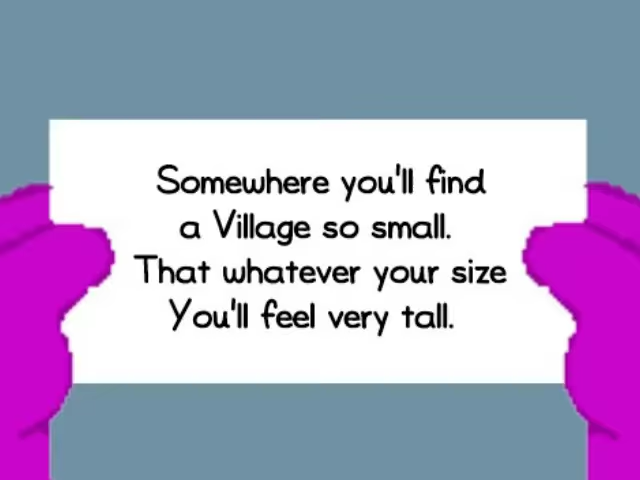 Somewhere you'll find
a Village so small.
That whatever your size
You'll feel very tall.